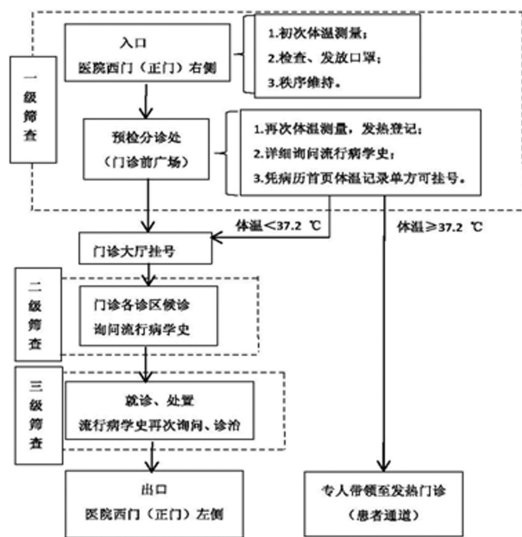 一级筛查
入口
医院西门（正门）右侧
1.初次体温测量；
2.检查、发放口罩；
3.秩序维持。
预检分诊处
（门诊前广场）
1.再次体温测量，发热登记；
2.详细询问流行病学史；
3.凭病历首页体温记录单方可挂号。
体温＜37.2 ℃
体温≥37.2 ℃
门诊大厅挂号
二级筛查
门诊各诊区候诊
询问流行病学史
三级筛查
就诊、处置
流行病学史再次询问、诊治
出口
医院西门（正门）左侧
专人带领至发热门诊
（患者通道）